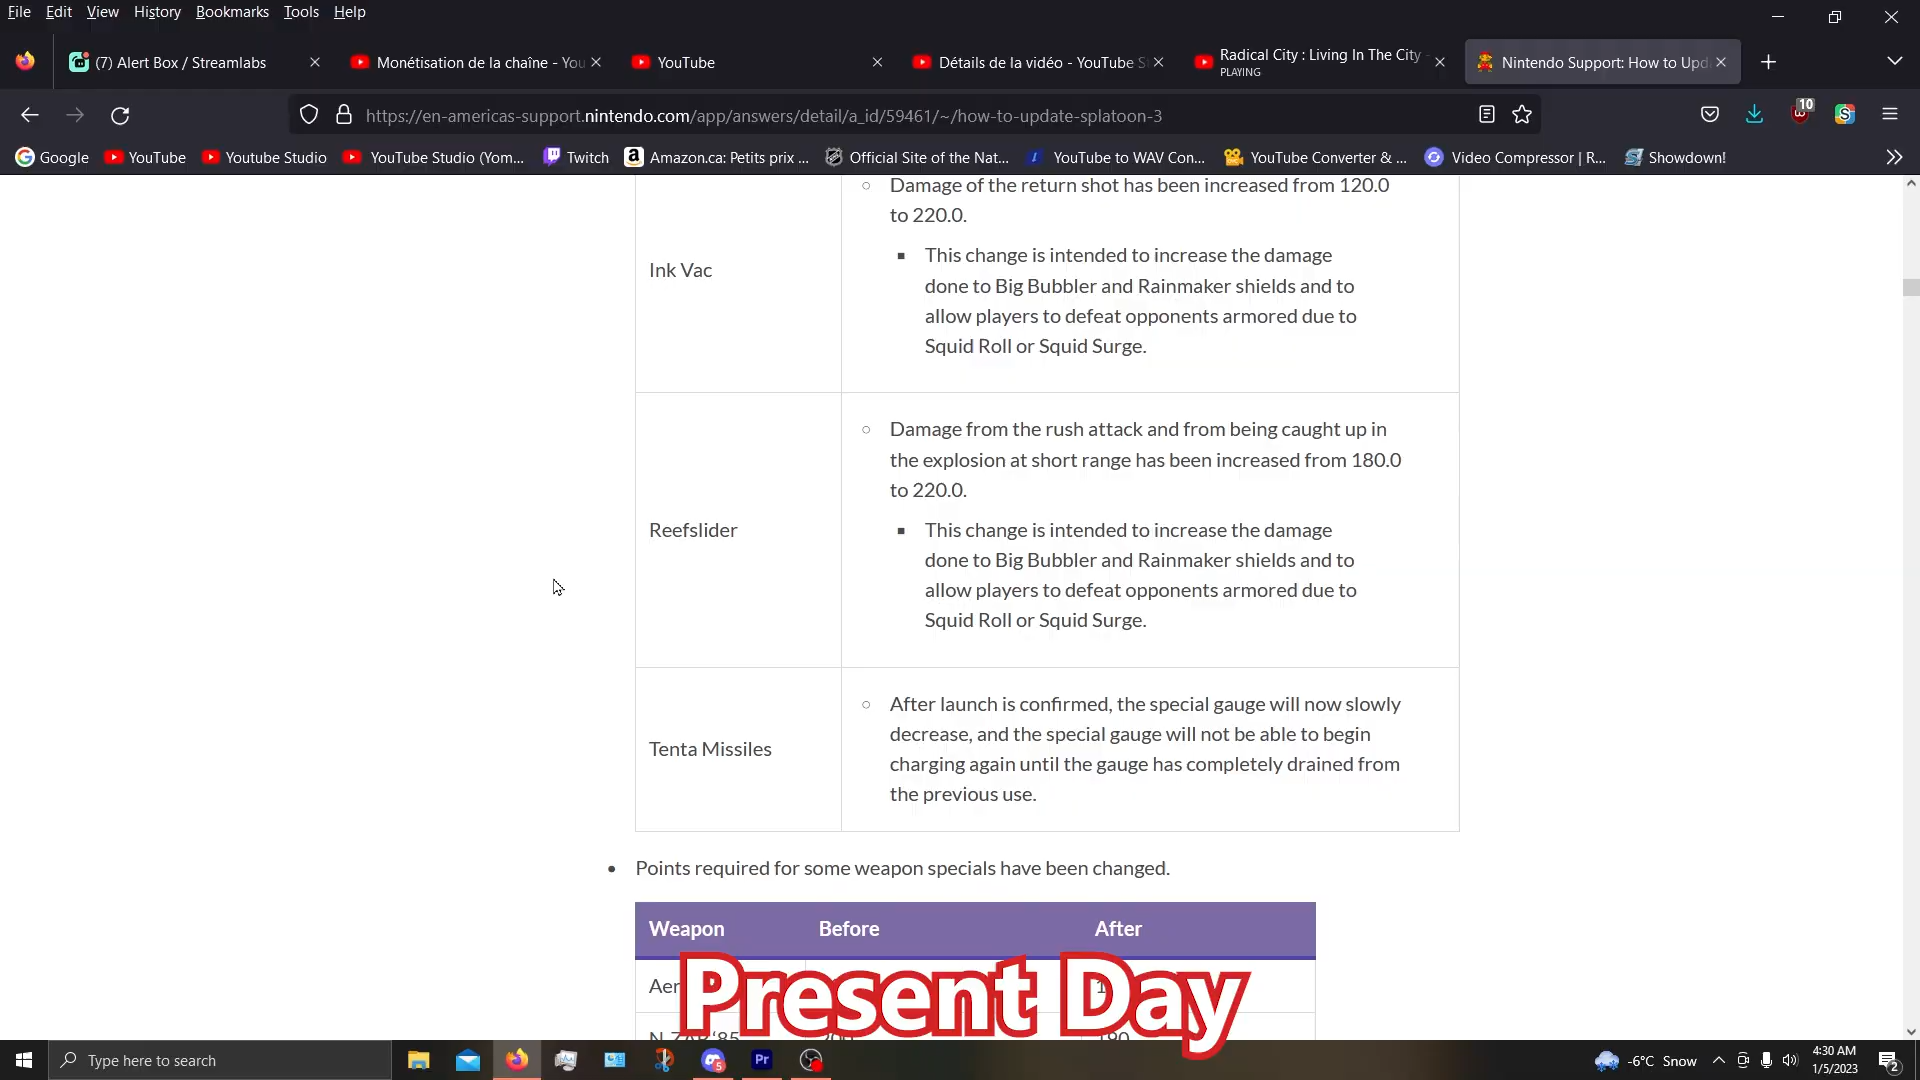 File Edit View History Bookmarks Tools Help
(7) Alert Box / Streamlabs
Monétisation de la chaîne - You
YouTube
Détails de la vidéo - YouTube S
Radical City : Living In The City -
PLAYING
Nintendo Support: How to Upd
https://en-americas-support.nintendo.com/app/answers/detail/a_id/59461/~/how-to-update-splatoon-3
10
Google YouTube Youtube Studio YouTube Studio (Yom... Twitch Amazon.ca: Petits prix ... Official Site of the Nat... YouTube to WAV Con... YouTube Converter & ... Video Compressor | R... Showdown!
Damage of the return shot has been increased from 120.0
to 220.0.
Ink Vac
This change is intended to increase the damage
done to Big Bubbler and Rainmaker shields and to
allow players to defeat opponents armored due to
Squid Roll or Squid Surge.
Damage from the rush attack and from being caught up in
the explosion at short range has been increased from 180.0
to 220.0.
Reefslider
This change is intended to increase the damage
done to Big Bubbler and Rainmaker shields and to
allow players to defeat opponents armored due to
Squid Roll or Squid Surge.
After launch is confirmed, the special gauge will now slowly
decrease, and the special gauge will not be able to begin
Tenta Missiles
charging again until the gauge has completely drained from
the previous use.
Points required for some weapon specials have been changed.
Weapon Before After
Present Day
Type here to search
5
Pr
-6°C Snow
4:30 AM
1/5/2023
2